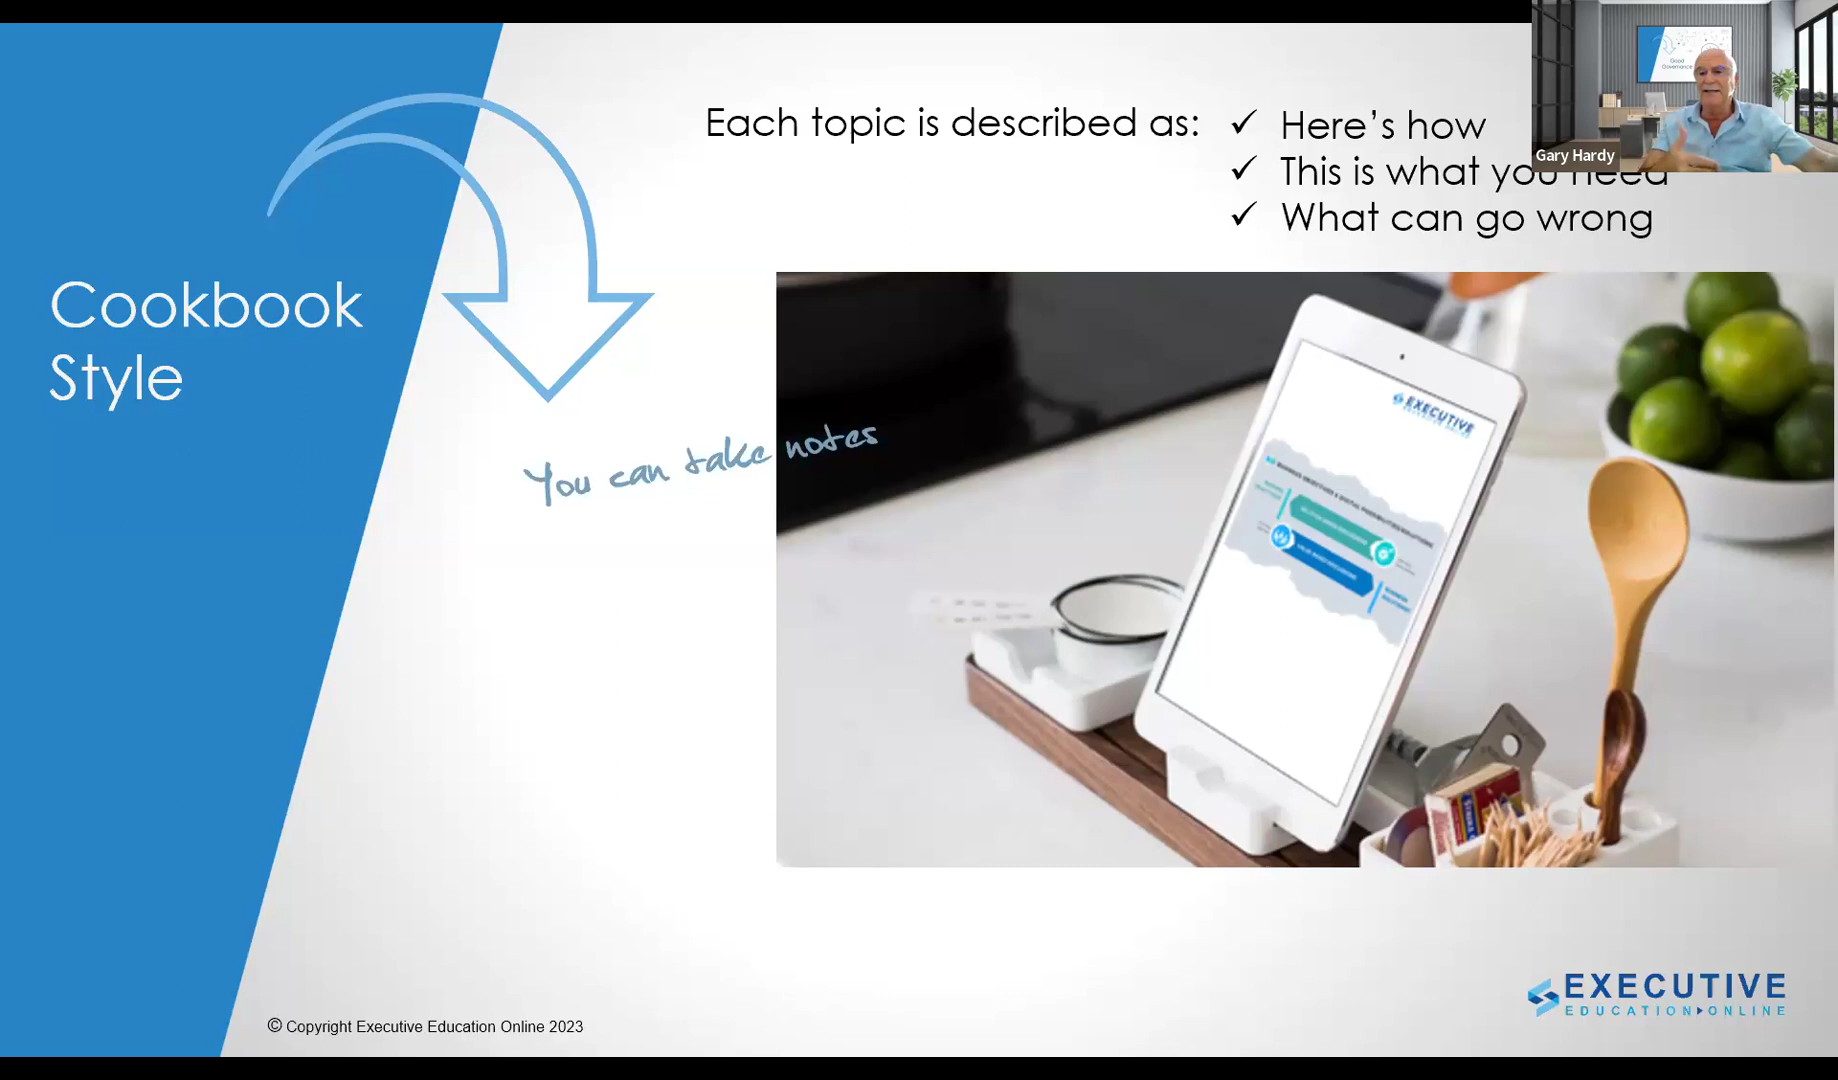 Gary Hardy
Each topic is described as:
✓ Here's how
✓ This is what you need
✓ What can go wrong
Cookbook
Style
You can take notes
EXECUTIVE
© Copyright Executive Education Online 2023
EXECUTIVE
EDUCATION ONLINE